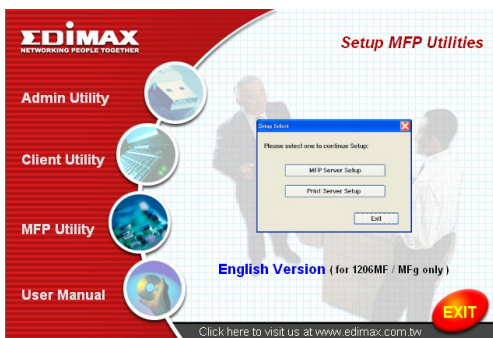 EDIMAX
NETWORKING PEOPLE TOGETHER
Setup MFP Utilities
Admin Utility
Client Utility
MFP Utility
User Manual
Setup Select
Please select one to continue Setup:
MFP Server Setup
Print Server Setup
Exit
English Version ( for 1206MF / MFg only )
EXIT
Click here to visit us at www.edimax.com.tw